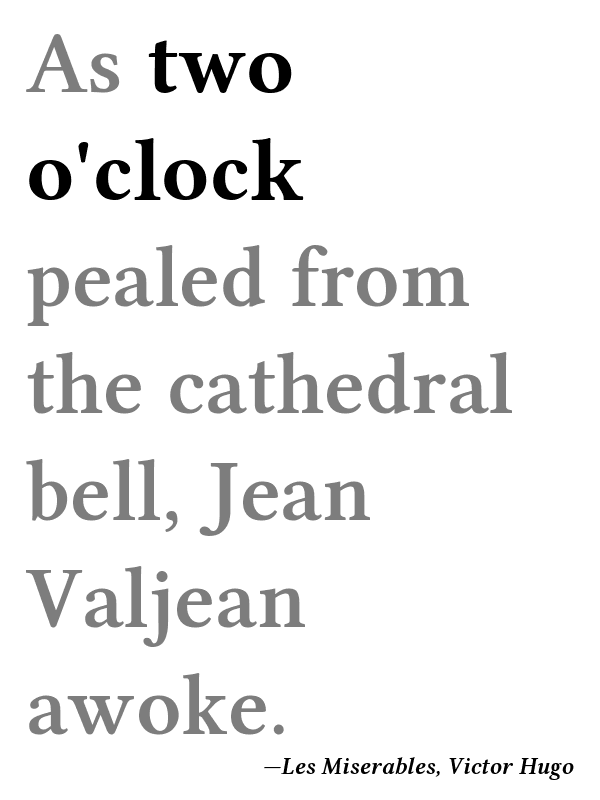 As two
o'clock
pealed from
the cathedral
bell, Jean
Valjean
awoke.
—Les Miserables, Victor Hugo